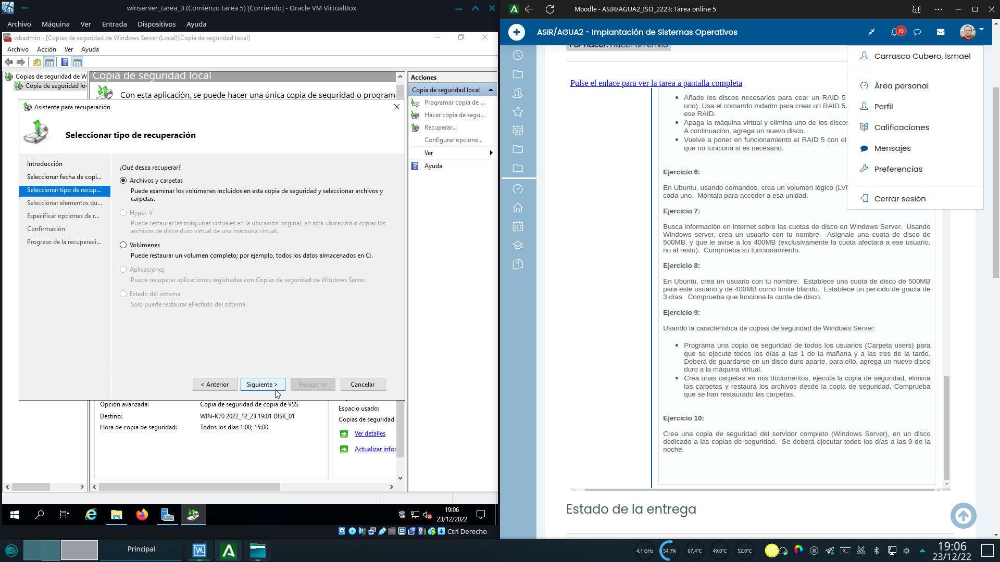 winserver_tarea_3 (Comienzo tarea 5) [Corriendo] - Oracle VM VirtualBox
Archivo Máquina Ver Entrada Dispositivos Ayuda
wbadmin - [Copias de seguridad de Windows Server (Local)\Copia de seguridad local]
Archivo Acción Ver Ayuda
Copias de seguridad de W
Copia de seguridad lo
Copia de seguridad local
Con esta aplicación, se puede hacer una única copia de seguridad o program
Asistente para recuperación
Seleccionar tipo de recuperación
Introducción
Seleccionar fecha de copi...
Seleccionar tipo de recup...
Seleccionar elementos qu...
Especificar opciones de r...
Confirmación
Progreso de la recuperaci...
¿Qué desea recuperar?
Archivos y carpetas
Puede examinar los volúmenes incluidos en esta copia de seguridad y seleccionar archivos y
carpetas.
Hyper-V
Puede restaurar las máquinas virtuales en la ubicación original, en otra ubicación o copiar los
archivos de disco duro virtual de una máquina virtual.
Volúmenes
Puede restaurar un volumen completo; por ejemplo, todos los datos almacenados en C:.
Aplicaciones
Puede recuperar aplicaciones registradas con Copias de seguridad de Windows Server.
Estado del sistema
Solo puede restaurar el estado del sistema.
< Anterior
Siguiente >
Recuperar
Cancelar
Opción avanzada: Copia de seguridad de copia de VSS
Destino: WIN-K70 2022_12_23 19:01 DISK_01
Hora de copia de seguridad: Todos los días 1:00; 15:00
Espacio usado:
Copias de seguridad
Ver detalles
Actualizar infor
Acciones
Copia de seguridad local
Programar copia de ...
Hacer copia de segu...
Recuperar...
Configurar opcione...
Ver
Ayuda
19:06
23/12/2022
Ctrl Derecho
Moodle - ASIR/AGUA2_ISO_2223: Tarea online 5
ASIR/AGUA2 - Implantación de Sistemas Operativos
16
Por hacer: Hacer un envío
Carrasco Cubero, Ismael
Área personal
Perfil
Calificaciones
Mensajes
Preferencias
Cerrar sesión
Pulse el enlace para ver la tarea a pantalla completa
Añade los discos necesarios para cear un RAID 5
uno). Usa el comando mdadm para crear un RAID 5.
ese RAID.
Apaga la máquina virtual y elimina uno de los discos
A continuación, agrega un nuevo disco.
Vuelve a poner en funcionamiento el RAID 5 con el
que no funciona si es necesario.
Ejercicio 6:
En Ubuntu, usando comandos, crea un volumen lógico (LVM
cada uno. Móntala para acceder a esa unidad.
Ejercicio 7:
Busca información en internet sobre las cuotas de disco en Windows Server. Usando
Windows server, crea un usuario con tu nombre. Asígnale una cuota de disco de
500MB, y que le avise a los 400MB (exclusivamente la cuota afectará a ese usuario,
no al resto). Comprueba su funcionamiento.
Ejercicio 8:
En Ubuntu, crea un usuario con tu nombre. Establece una cuota de disco de 500MB
para este usuario y de 400MB como límite blando. Establece un período de gracia de
3 días. Comprueba que funciona la cuota de disco.
Ejercicio 9:
Usando la característica de copias de seguridad de Windows Server:
Programa una copia de seguridad de todos los usuarios (Carpeta users) para
que se ejecute todos los días a las 1 de la mañana y a las tres de la tarde.
Deberá de guardarse en un disco duro aparte, para ello, agrega un nuevo disco
duro a la máquina virtual.
Crea unas carpetas en mis documentos, ejecuta la copia de seguridad, elimina
las carpetas y restaura los archivos desde la copia de seguridad. Comprueba
que se han restaurado las carpetas.
Ejercicio 10:
Crea una copia de seguridad del servidor completo (Windows Server), en un disco
dedicado a las copias de seguridad. Se deberá ejecutar todos los días a las 9 de la
noche.
Estado de la entrega
Principal
4,1 GHz
54,7%
67,4°C
49,0°C
52,0°C
19:06
23/12/22